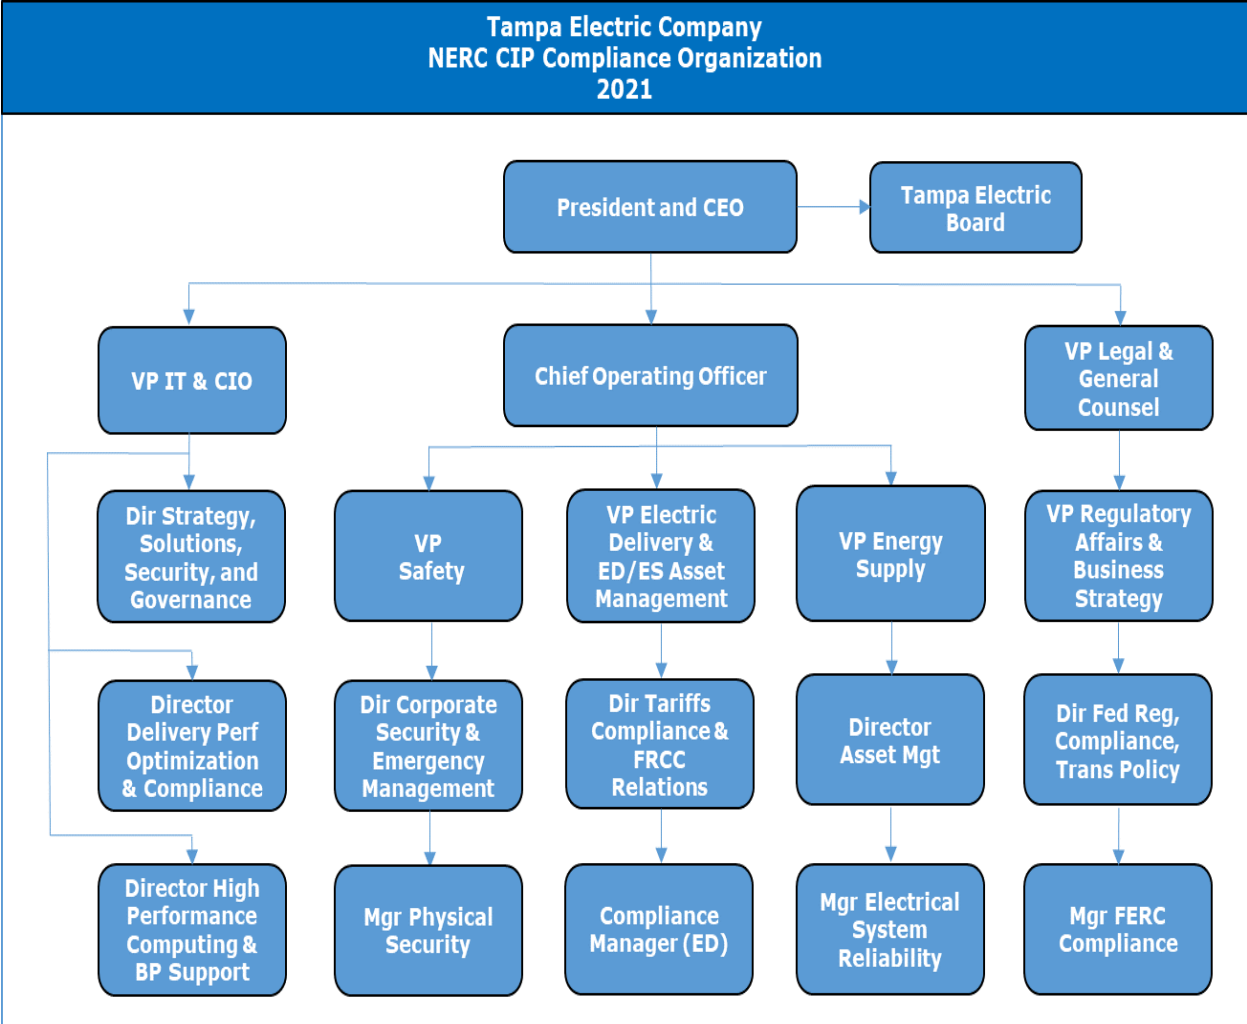 Tampa Electric Company
NERC CIP Compliance Organization
2021
President and CEO
Tampa Electric
Board
VP IT & CIO
Chief Operating Officer
VP Legal &
General
Counsel
Dir Strategy,
Solutions,
Security, and
Governance
VP
Safety
VP Electric
Delivery &
ED/ES Asset
Management
VP Energy
Supply
VP Regulatory
Affairs &
Business
Strategy
Director
Delivery Perf
Optimization
& Compliance
Dir Corporate
Security &
Emergency
Management
Dir Tariffs
Compliance &
FRCC
Relations
Director
Asset Mgt
Dir Fed Reg,
Compliance,
Trans Policy
Director High
Performance
Computing &
BP Support
Mgr Physical
Security
Compliance
Manager (ED)
Mgr Electrical
System
Reliability
Mgr FERC
Compliance